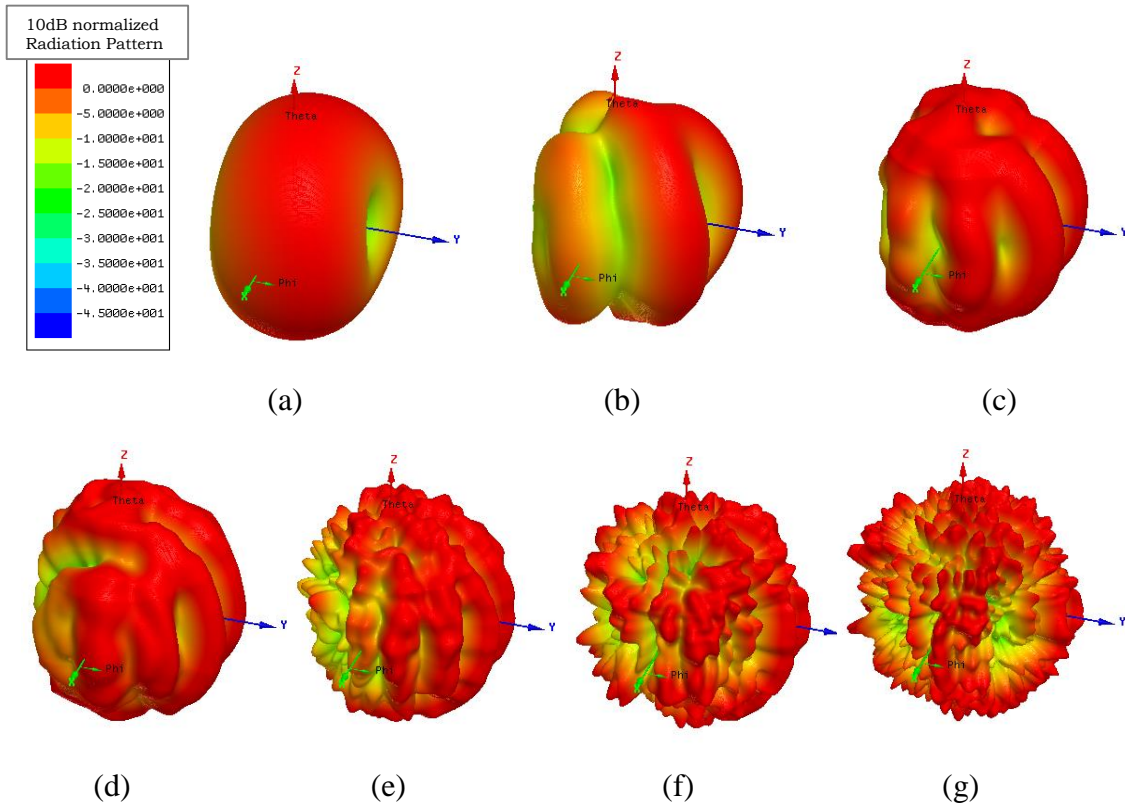 10dB normalized
Radiation Pattern
0.0000e+000
-5.0000e+000
-1.0000e+001
-1.5000e+001
-2.0000e+001
-2.5000e+001
-3.0000e+001
-3.5000e+001
-4.0000e+001
-4.5000e+001
Z
Theta
Y
Phi
X
(a)
Z
Theta
Y
Phi
X
(b)
Z
Theta
Y
Phi
X
(c)
Z
Theta
Y
Phi
X
(d)
Z
Theta
Y
Phi
X
(e)
Z
Theta
Y
Phi
X
(f)
Z
Theta
Y
Phi
X
(g)